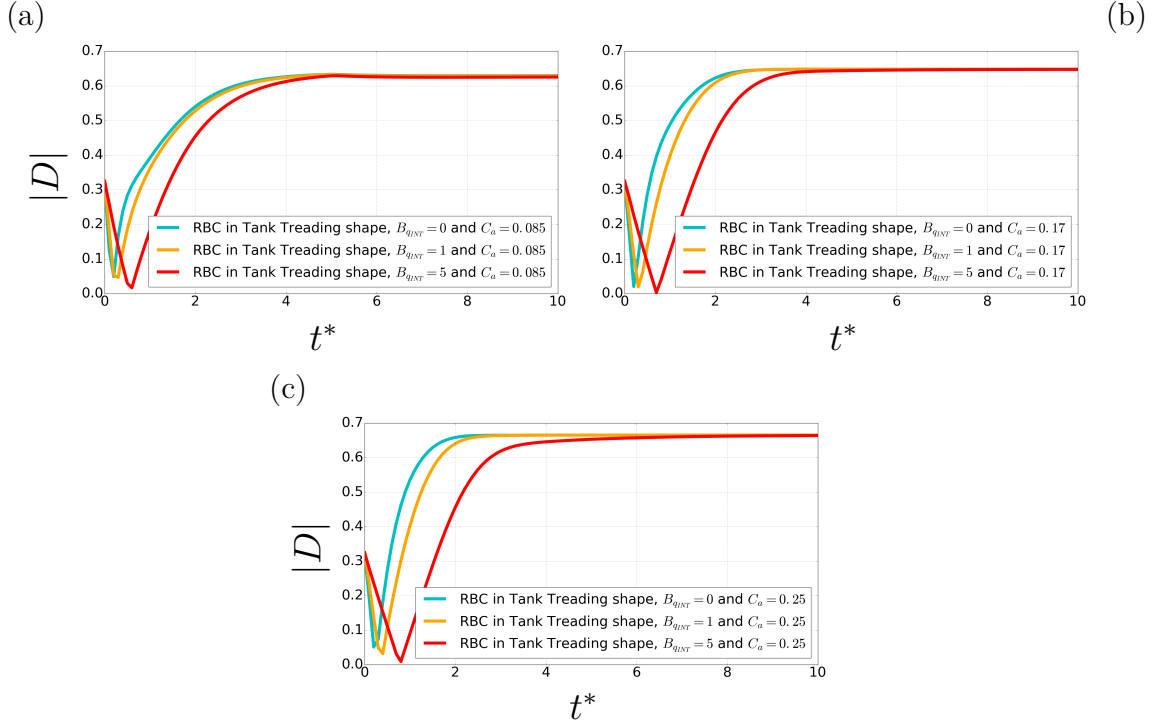 (a)
(b)
0.7
0.6
0.5
0.4
0.3
0.2
0.1
0.0
|D|
RBC in Tank Treading shape, B_{q_{INT}} = 0 and C_a = 0.085
RBC in Tank Treading shape, B_{q_{INT}} = 1 and C_a = 0.085
RBC in Tank Treading shape, B_{q_{INT}} = 5 and C_a = 0.085
0 2 4 6 8 10
t*
0.7
0.6
0.5
0.4
0.3
0.2
0.1
0.0
RBC in Tank Treading shape, B_{q_{INT}} = 0 and C_a = 0.17
RBC in Tank Treading shape, B_{q_{INT}} = 1 and C_a = 0.17
RBC in Tank Treading shape, B_{q_{INT}} = 5 and C_a = 0.17
0 2 4 6 8 10
t*
(c)
0.7
0.6
0.5
0.4
0.3
0.2
0.1
0.0
|D|
RBC in Tank Treading shape, B_{q_{INT}} = 0 and C_a = 0.25
RBC in Tank Treading shape, B_{q_{INT}} = 1 and C_a = 0.25
RBC in Tank Treading shape, B_{q_{INT}} = 5 and C_a = 0.25
0 2 4 6 8 10
t*